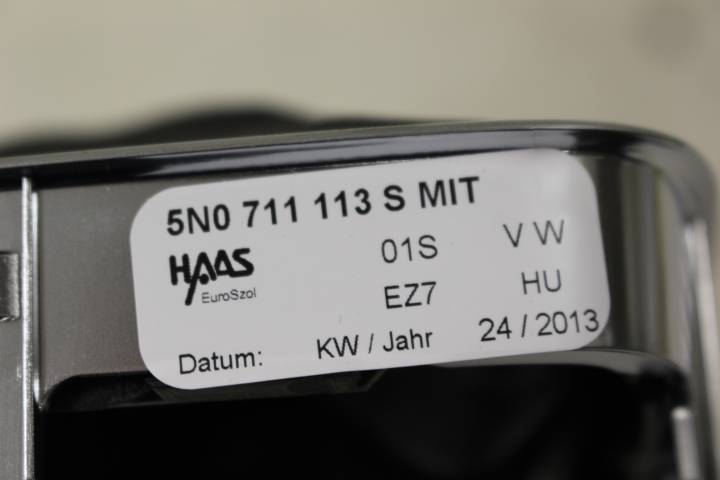 5N0 711 113 S MIT
HAAS 01S V W
EuroSzol EZ7 HU
Datum: KW / Jahr 24 / 2013